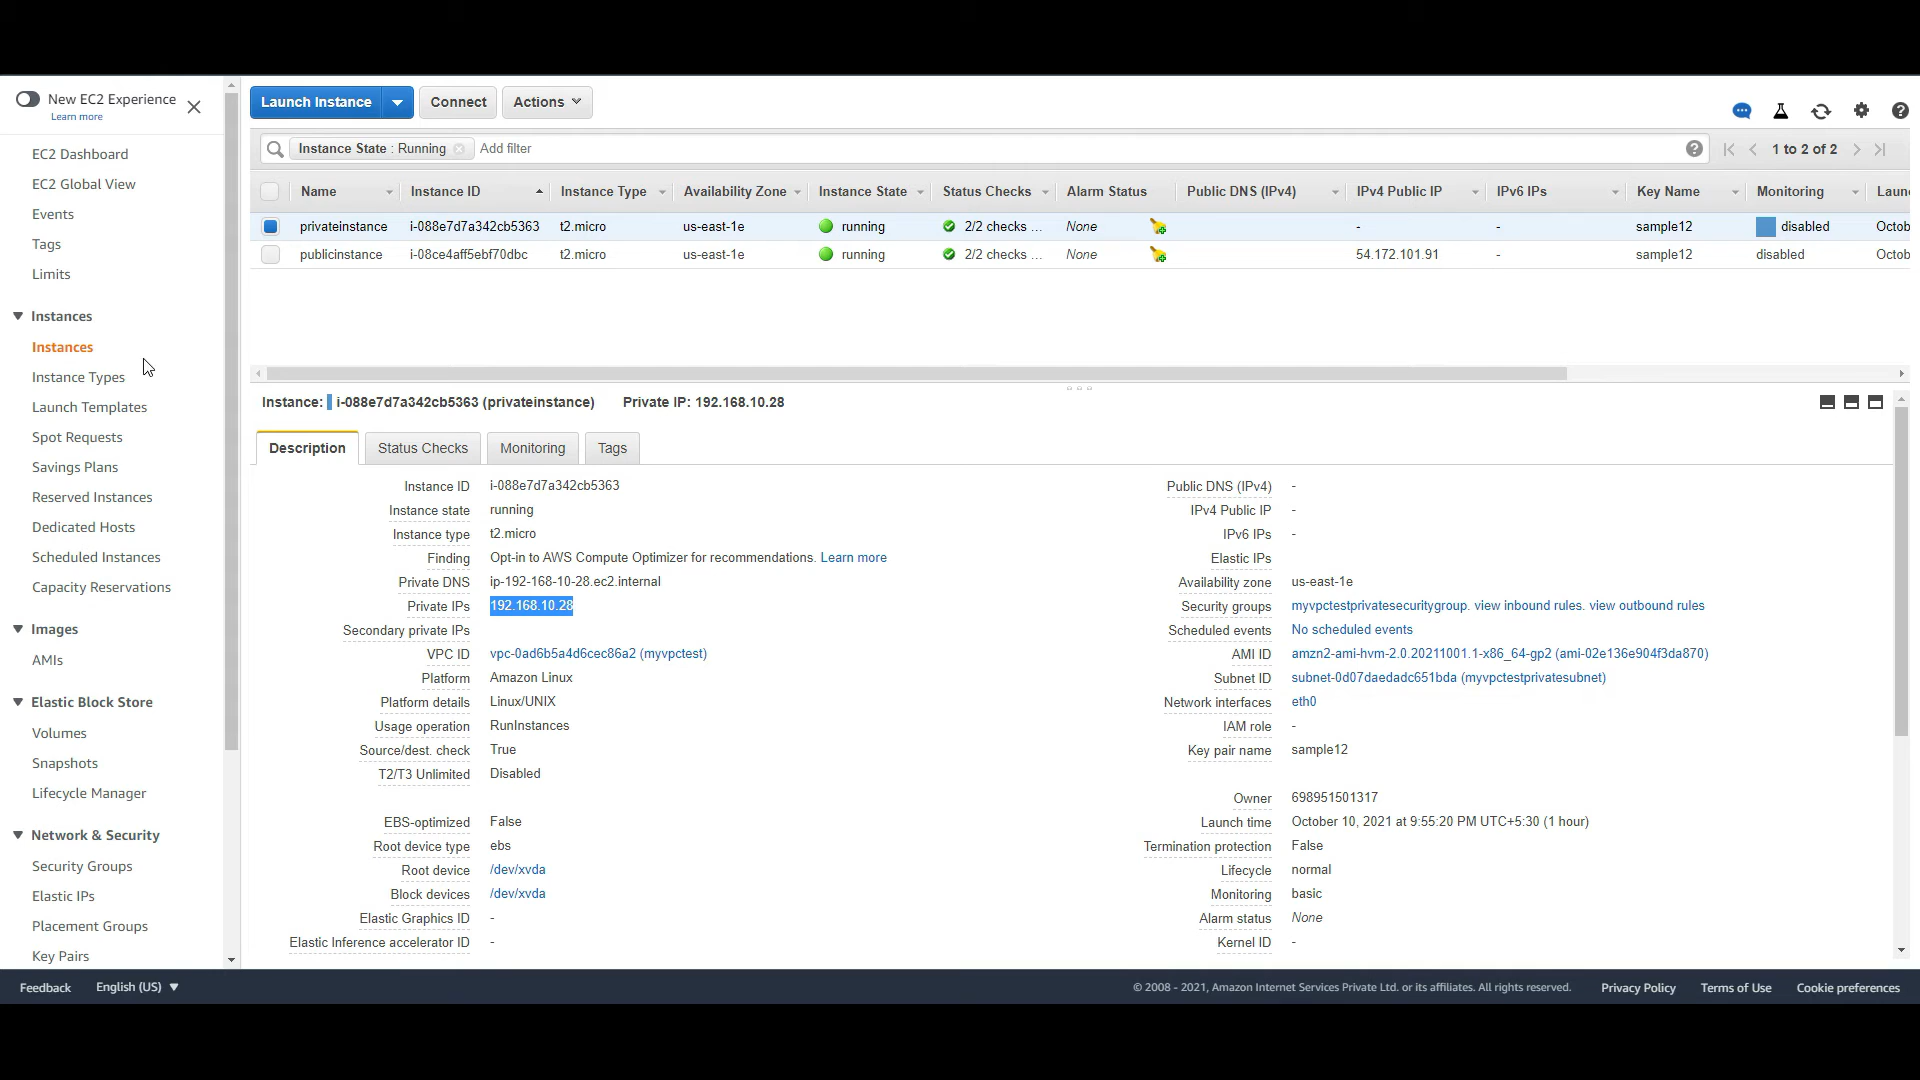 New EC2 Experience
Learn more
EC2 Dashboard
EC2 Global View
Events
Tags
Limits
Instances
Instances
Instance Types
Launch Templates
Spot Requests
Savings Plans
Reserved Instances
Dedicated Hosts
Scheduled Instances
Capacity Reservations
Images
AMIs
Elastic Block Store
Volumes
Snapshots
Lifecycle Manager
Network & Security
Security Groups
Elastic IPs
Placement Groups
Key Pairs
Launch Instance Connect Actions
Instance State : Running Add filter 1 to 2 of 2
Name Instance ID Instance Type Availability Zone Instance State Status Checks Alarm Status Public DNS (IPv4) IPv4 Public IP IPv6 IPs Key Name Monitoring Laun
privateinstance i-088e7d7a342cb5363 t2.micro us-east-1e running 2/2 checks ... None - - sample12 disabled Octob
publicinstance i-08ce4aff5ebf70dbc t2.micro us-east-1e running 2/2 checks ... None 54.172.101.91 - sample12 disabled Octob
Instance: i-088e7d7a342cb5363 (privateinstance) Private IP: 192.168.10.28
Description Status Checks Monitoring Tags
Instance ID i-088e7d7a342cb5363
Instance state running
Instance type t2.micro
Finding Opt-in to AWS Compute Optimizer for recommendations. Learn more
Private DNS ip-192-168-10-28.ec2.internal
Private IPs 192.168.10.28
Secondary private IPs
VPC ID vpc-0ad6b5a4d6cec86a2 (myvpctest)
Platform Amazon Linux
Platform details Linux/UNIX
Usage operation RunInstances
Source/dest. check True
T2/T3 Unlimited Disabled
EBS-optimized False
Root device type ebs
Root device /dev/xvda
Block devices /dev/xvda
Elastic Graphics ID -
Elastic Inference accelerator ID -
Public DNS (IPv4) -
IPv4 Public IP -
IPv6 IPs -
Elastic IPs
Availability zone us-east-1e
Security groups myvpctestprivatesecuritygroup. view inbound rules. view outbound rules
Scheduled events No scheduled events
AMI ID amzn2-ami-hvm-2.0.20211001.1-x86_64-gp2 (ami-02e136e904f3da870)
Subnet ID subnet-0d07daedadc651bda (myvpctestprivatesubnet)
Network interfaces eth0
IAM role -
Key pair name sample12
Owner 698951501317
Launch time October 10, 2021 at 9:55:20 PM UTC+5:30 (1 hour)
Termination protection False
Lifecycle normal
Monitoring basic
Alarm status None
Kernel ID -
Feedback English (US) © 2008 - 2021, Amazon Internet Services Private Ltd. or its affiliates. All rights reserved. Privacy Policy Terms of Use Cookie preferences